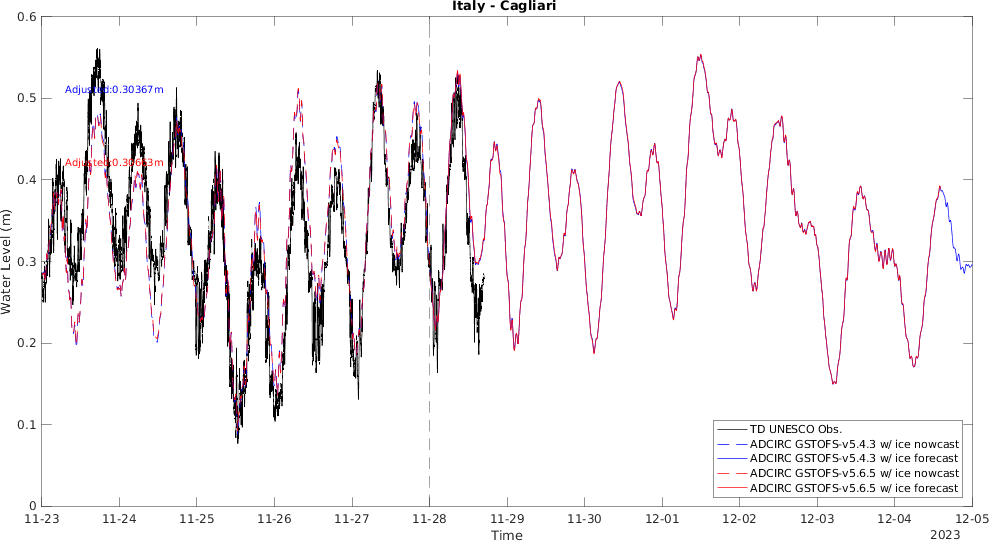 Italy - Cagliari
Water Level (m)
0.6
0.5
0.4
0.3
0.2
0.1
0
Adjusted:0.30367m
Adjusted:0.30663m
TD UNESCO Obs.
ADCIRC GSTOFS-v5.4.3 w/ ice nowcast
ADCIRC GSTOFS-v5.4.3 w/ ice forecast
ADCIRC GSTOFS-v5.6.5 w/ ice nowcast
ADCIRC GSTOFS-v5.6.5 w/ ice forecast
11-23 11-24 11-25 11-26 11-27 11-28 11-29 11-30 12-01 12-02 12-03 12-04 12-05
Time
2023